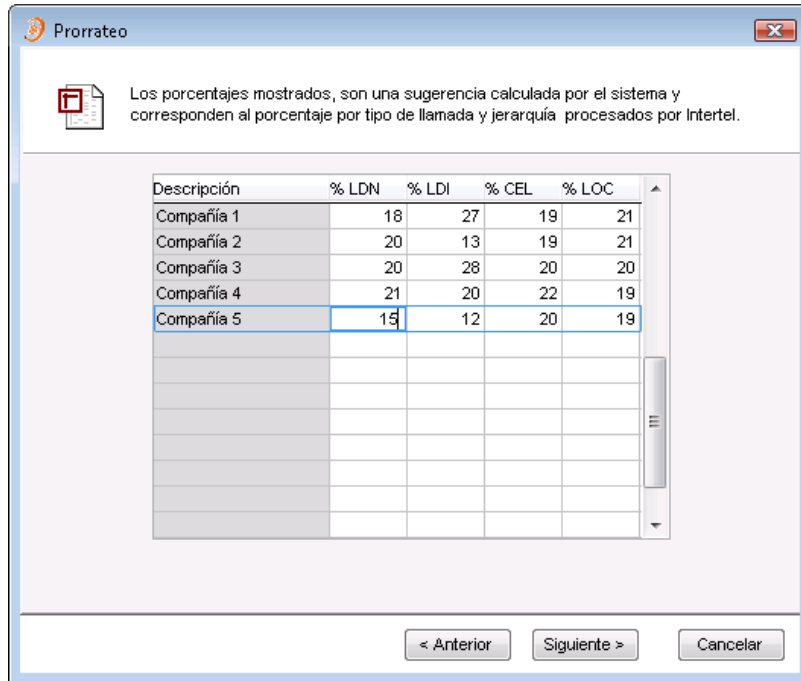 Prorrateo
Los porcentajes mostrados, son una sugerencia calculada por el sistema y
corresponden al porcentaje por tipo de llamada y jerarquía procesados por Intertel.
Descripción % LDN % LDI % CEL % LOC
Compañía 1 18 27 19 21
Compañía 2 20 13 19 21
Compañía 3 20 28 20 20
Compañía 4 21 20 22 19
Compañía 5 15 12 20 19
< Anterior Siguiente > Cancelar